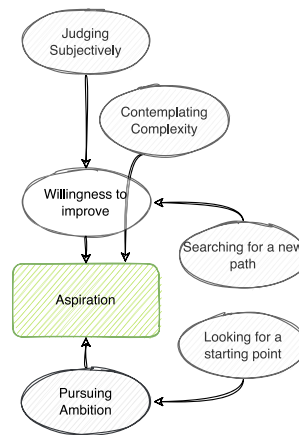 Judging
Subjectively
Contemplating
Complexity
Willingness to
improve
Searching for a new
path
Aspiration
Looking for a
starting point
Pursuing
Ambition